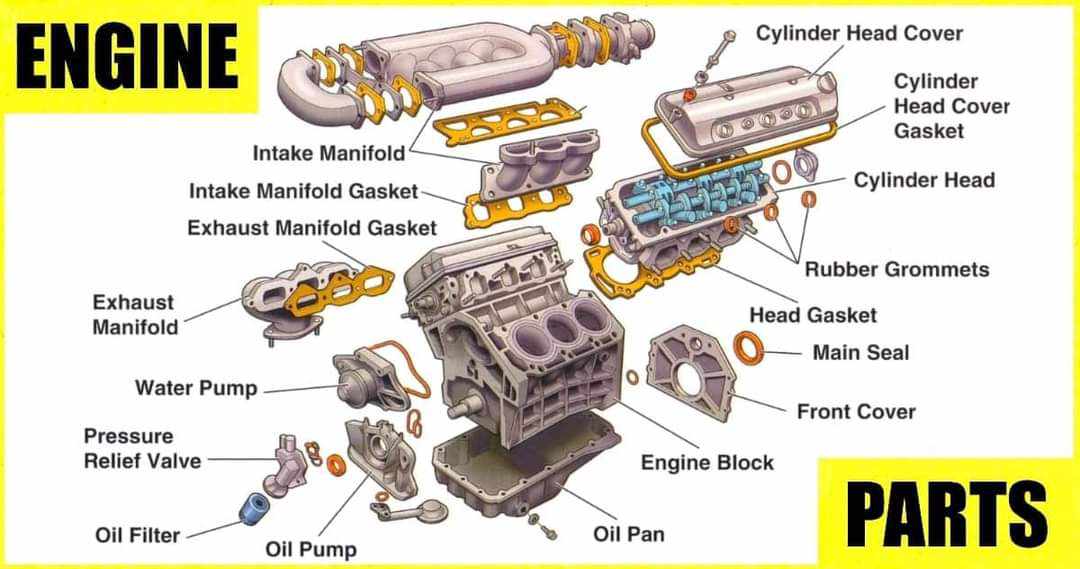 ENGINE
Cylinder Head Cover
Cylinder
Head Cover
Gasket
Intake Manifold
Intake Manifold Gasket
Cylinder Head
Exhaust Manifold Gasket
Rubber Grommets
Exhaust
Manifold
Head Gasket
Main Seal
Water Pump
Front Cover
Pressure
Relief Valve
Engine Block
Oil Filter
Oil Pump
Oil Pan
PARTS